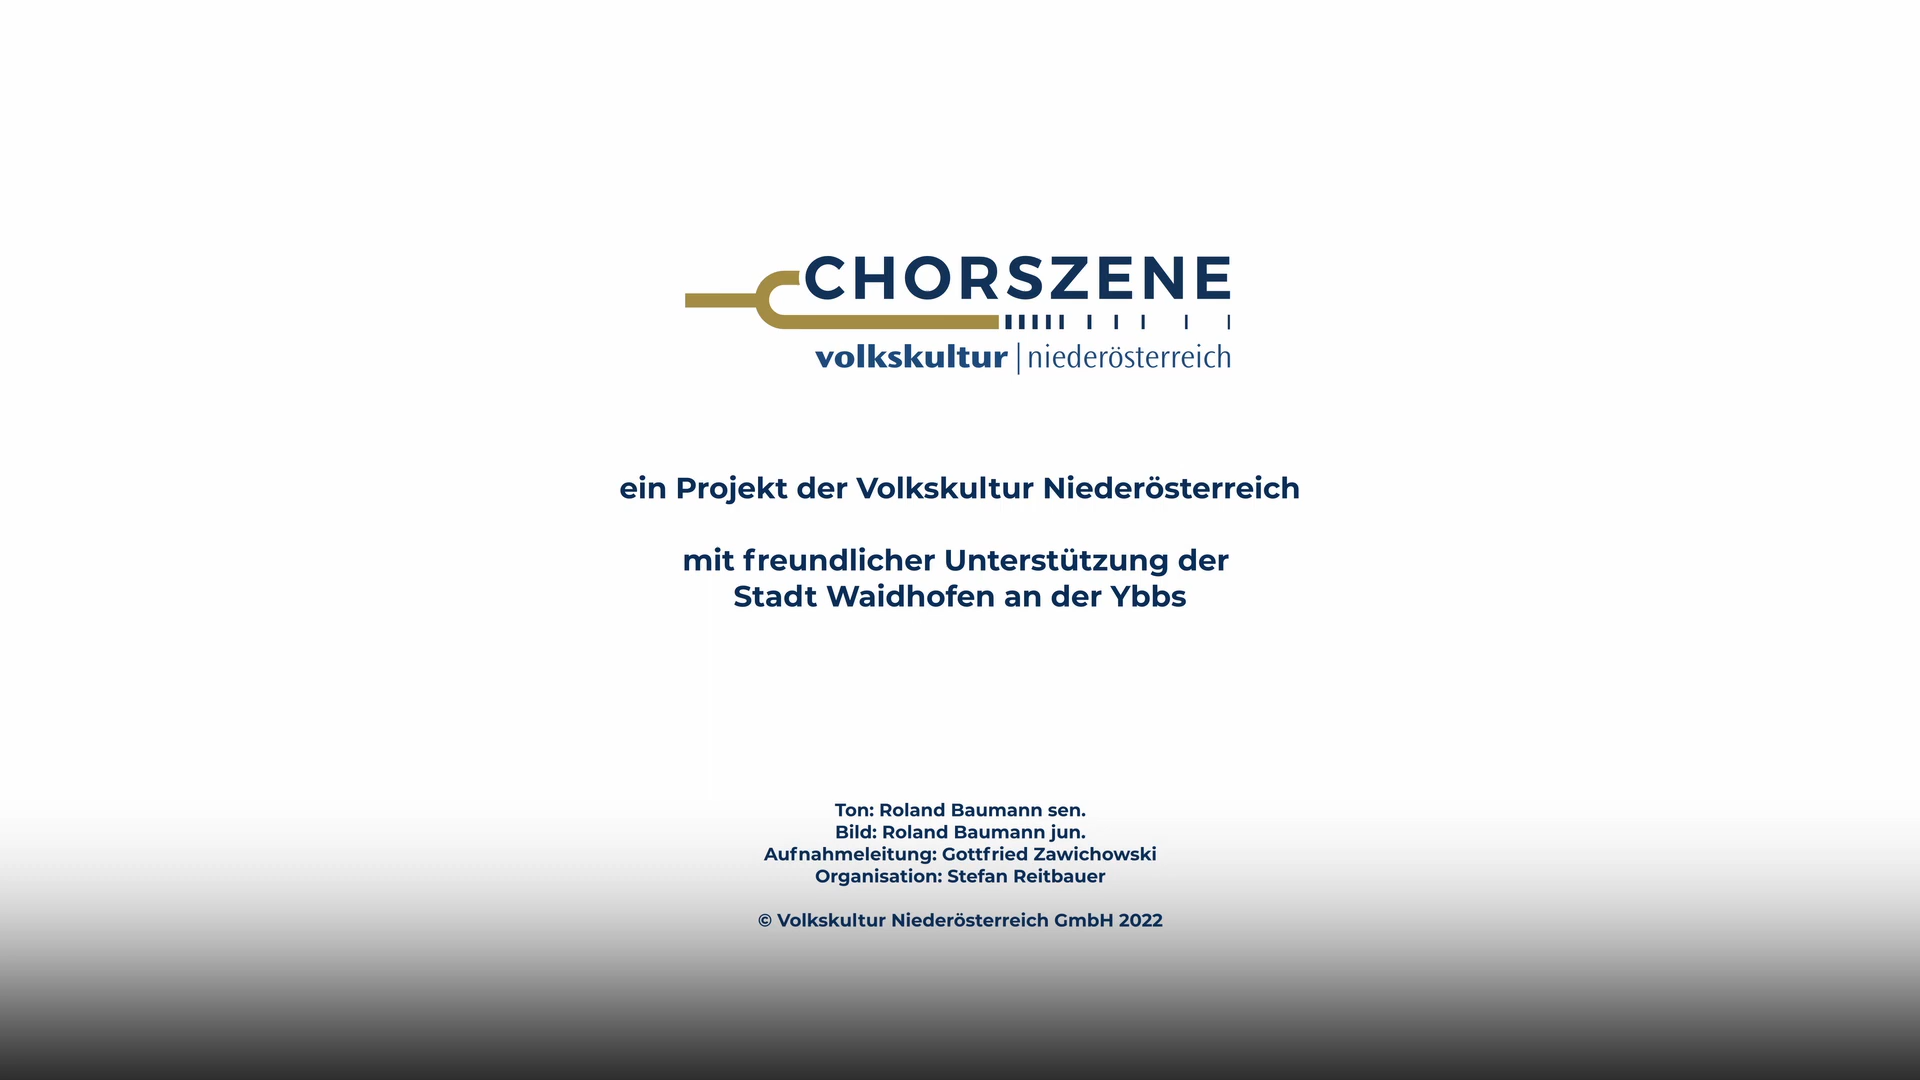 CHORSZENE
volkskultur | niederösterreich
ein Projekt der Volkskultur Niederösterreich
mit freundlicher Unterstützung der
Stadt Waidhofen an der Ybbs
Ton: Roland Baumann sen.
Bild: Roland Baumann jun.
Aufnahmeleitung: Gottfried Zawichowski
Organisation: Stefan Reitbauer
© Volkskultur Niederösterreich GmbH 2022